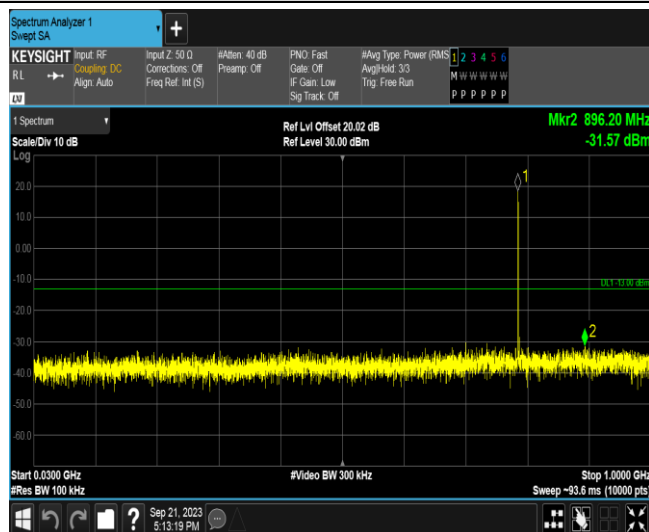 Spectrum Analyzer 1
Swept SA
+
KEYSIGHT Input: RF Input Z: 50 Ω #Atten: 40 dB PNO: Fast #Avg Type: Power (RMS 1 2 3 4 5 6
RL Coupling: DC Corrections: Off Preamp: Off Gate: Off Avg|Hold: 3/3 M W W W W W
Align: Auto Freq Ref: Int (S) IF Gain: Low Trig: Free Run
Sig Track: Off P P P P P P
LXI
1 Spectrum Ref Lvl Offset 20.02 dB Mkr2 896.20 MHz
Scale/Div 10 dB Ref Level 30.00 dBm -31.57 dBm
Log
1
20.0
10.0
0.00
-10.0
DL1 -13.00 dBm
-20.0
2
-30.0
-40.0
-50.0
-60.0
Start 0.0300 GHz #Video BW 300 kHz Stop 1.0000 GHz
#Res BW 100 kHz Sweep ~93.6 ms (10000 pts)
? Sep 21, 2023
5:13:19 PM